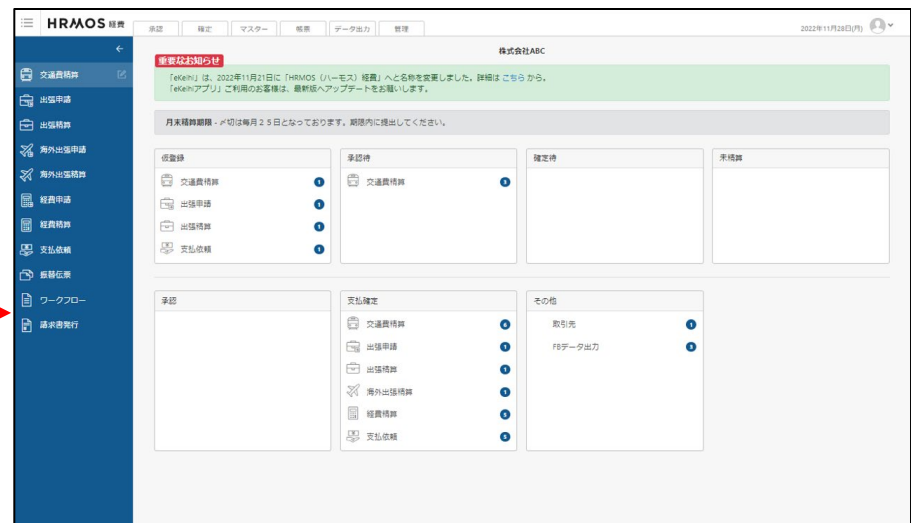 HRMOS 経費
承認 確定 マスター 帳票 データ出力 管理
2022年11月28日(月)
株式会社ABC
重要なお知らせ
「eKeihi」は、2022年11月21日に「HRMOS（ハーモス）経費」へと名称を変更しました。詳細は こちら から。
「eKeihiアプリ」ご利用のお客様は、最新版へアップデートをお願いします。
月末精算期限 - 〆切は毎月２５日となっております。期限内に提出してください。
交通費精算
出張申請
出張精算
海外出張申請
海外出張精算
経費申請
経費精算
支払依頼
振替伝票
ワークフロー
請求書発行
仮登録
交通費精算 1
出張申請 1
出張精算 1
支払依頼 1
承認待
交通費精算
確定待
未精算
承認
支払確定
交通費精算 6
出張申請 1
出張精算 1
海外出張精算 1
経費精算
支払依頼
その他
取引先 1
FBデータ出力